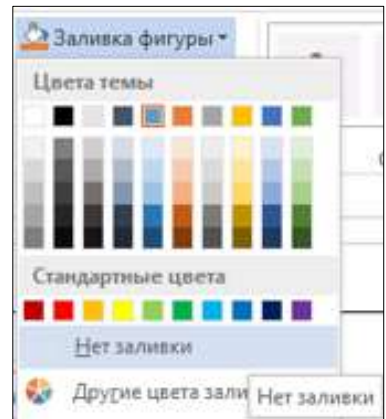 Заливка фигуры
Цвета темы
Стандартные цвета
Нет заливки
Другие цвета зали
Нет заливки